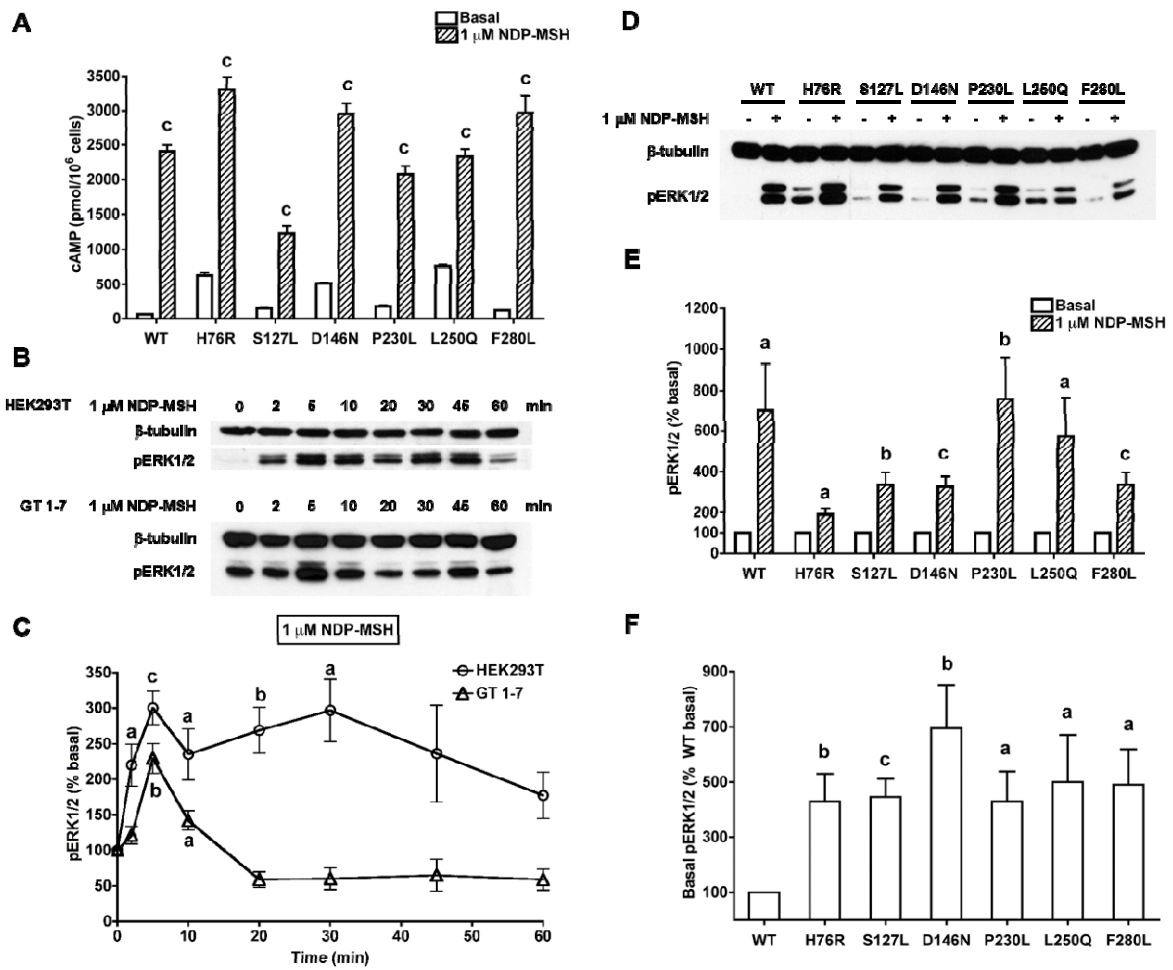 A
Basal
1 μM NDP-MSH
cAMP (pmol/10⁶ cells)
3500
3000
2500
2000
1500
1000
500
0
c c c c c c c
WT H76R S127L D146N P230L L250Q F280L
B
HEK293T 1 μM NDP-MSH 0 2 5 10 20 30 45 60 min
β-tubulin
pERK1/2
GT 1-7 1 μM NDP-MSH 0 2 5 10 20 30 45 60 min
β-tubulin
pERK1/2
C
1 μM NDP-MSH
HEK293T
GT 1-7
pERK1/2 (% basal)
350
300
250
200
150
100
50
0
a c a b a
b a
0 10 20 30 40 50 60
Time (min)
D
WT H76R S127L D146N P230L L250Q F280L
1 μM NDP-MSH - + - + - + - + - + - + - +
β-tubulin
pERK1/2
E
Basal
1 μM NDP-MSH
pERK1/2 (% basal)
1200
1000
800
600
400
200
100
0
a a b c b a c
WT H76R S127L D146N P230L L250Q F280L
F
Basal pERK1/2 (% WT basal)
900
700
500
300
100
b c b a a a
WT H76R S127L D146N P230L L250Q F280L